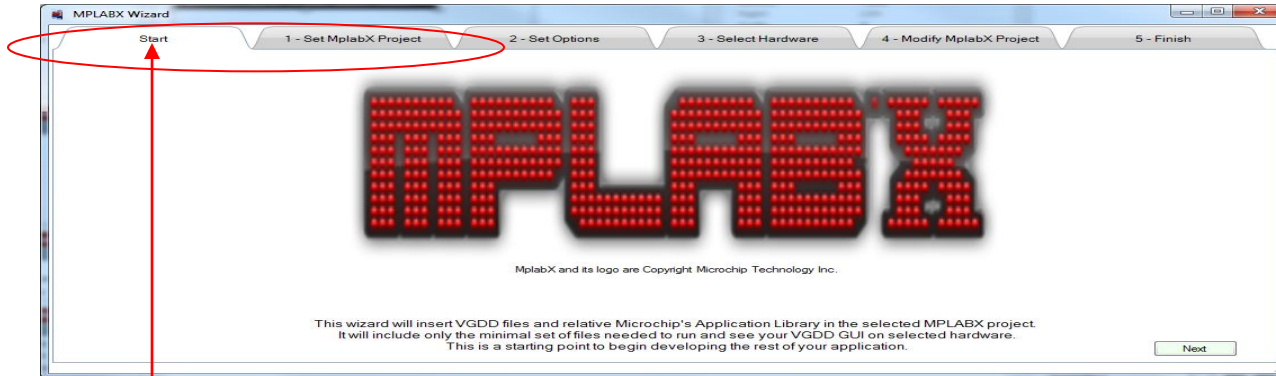 MPLABX Wizard
Start
1 - Set MplabX Project
2 - Set Options
3 - Select Hardware
4 - Modify MplabX Project
5 - Finish
MPLAB X
MplabX and its logo are Copyright Microchip Technology Inc.
This wizard will insert VGDD files and relative Microchip's Application Library in the selected MPLABX project.
It will include only the minimal set of files needed to run and see your VGDD GUI on selected hardware.
This is a starting point to begin developing the rest of your application.
Next